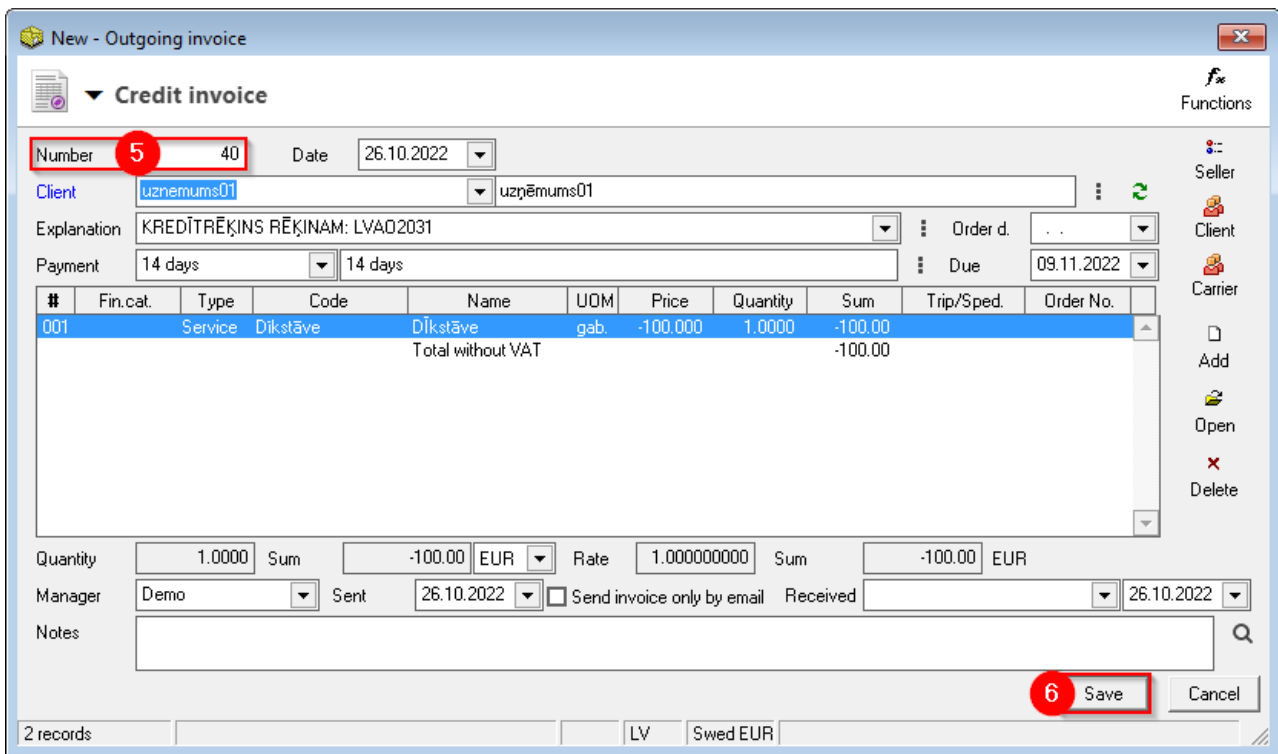 New - Outgoing invoice
Credit invoice
Functions
Number 5 40 Date 26.10.2022
Seller
Client uznemums01 uzņēmums01
Explanation KREDĪTRĒĶINS RĒĶINAM: LVAO2031 Order d. . .
Client
Payment 14 days 14 days Due 09.11.2022
Carrier
# Fin.cat. Type Code Name UOM Price Quantity Sum Trip/Sped. Order No.
001 Service Dīkstāve DĪkstāve gab. -100.000 1.0000 -100.00
Total without VAT -100.00
Add
Open
Delete
Quantity 1.0000 Sum -100.00 EUR Rate 1.000000000 Sum -100.00 EUR
Manager Demo Sent 26.10.2022 Send invoice only by email Received 26.10.2022
Notes
6 Save Cancel
2 records LV Swed EUR